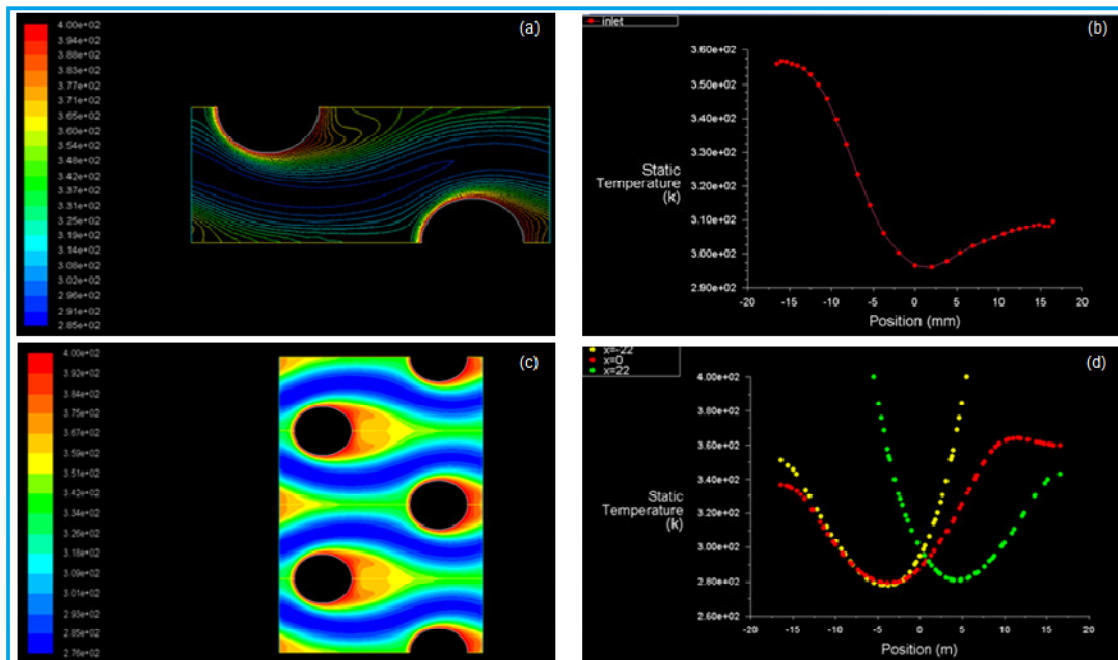 4.00e+02
3.94e+02
3.88e+02
3.83e+02
3.77e+02
3.71e+02
3.65e+02
3.60e+02
3.54e+02
3.48e+02
3.42e+02
3.37e+02
3.31e+02
3.25e+02
3.19e+02
3.14e+02
3.08e+02
3.02e+02
2.96e+02
2.91e+02
2.85e+02
(a)
inlet
(b)
3.60e+02
3.50e+02
3.40e+02
3.30e+02
3.20e+02
3.10e+02
3.00e+02
2.90e+02
Static
Temperature
(k)
-20 -15 -10 -5 0 5 10 15 20
Position (mm)
4.00e+02
3.92e+02
3.84e+02
3.75e+02
3.67e+02
3.59e+02
3.51e+02
3.42e+02
3.34e+02
3.26e+02
3.18e+02
3.09e+02
3.01e+02
2.93e+02
2.85e+02
2.76e+02
(c)
x=-22
x=0
x=22
(d)
4.00e+02
3.80e+02
3.60e+02
3.40e+02
3.20e+02
3.00e+02
2.80e+02
2.60e+02
Static
Temperature
(k)
-20 -15 -10 -5 0 5 10 15 20
Position (m)